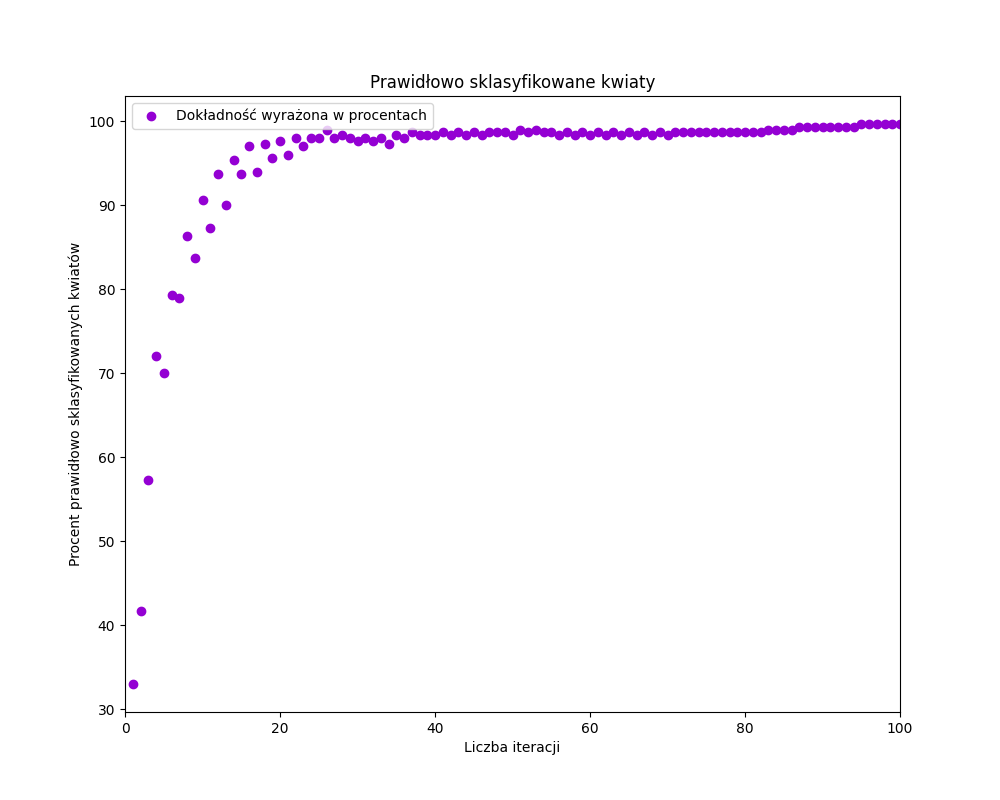 Prawidłowo sklasyfikowane kwiaty
Dokładność wyrażona w procentach
Procent prawidłowo sklasyfikowanych kwiatów
100
90
80
70
60
50
40
30
0 20 40 60 80 100
Liczba iteracji